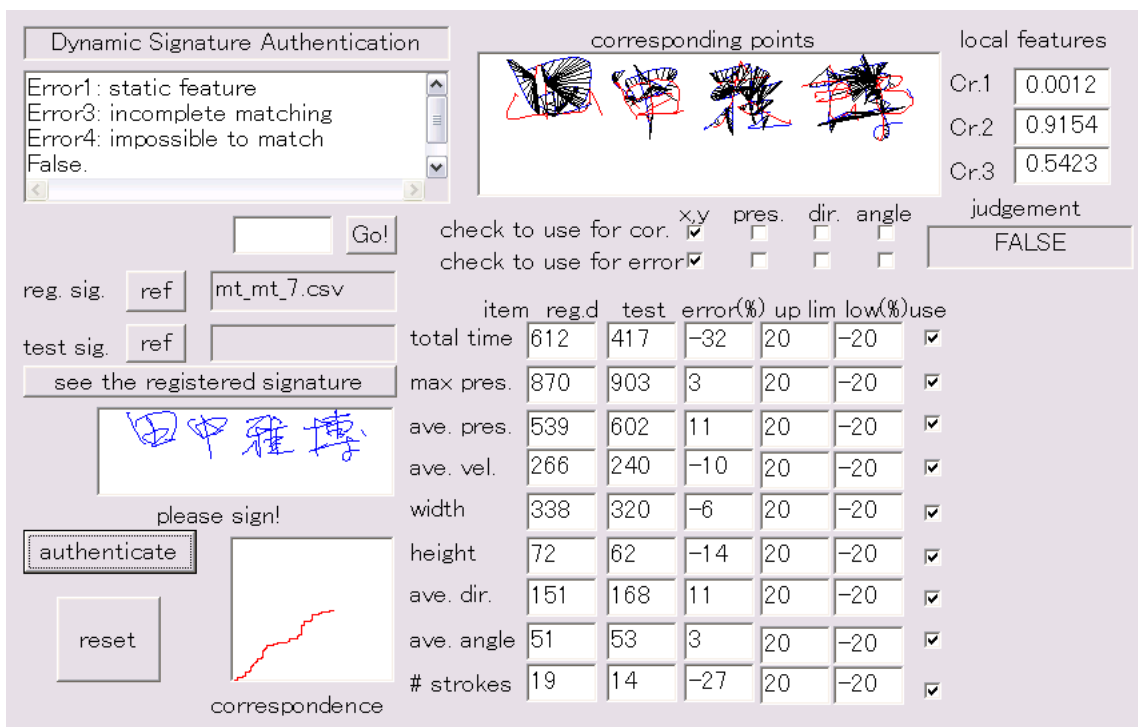 Dynamic Signature Authentication
Error1: static feature
Error3: incomplete matching
Error4: impossible to match
False.
corresponding points
local features
Cr.1 0.0012
Cr.2 0.9154
Cr.3 0.5423
judgement
FALSE
Go!
x,y pres. dir. angle
check to use for cor.
check to use for error
reg. sig. ref mt_mt_7.csv
test sig. ref
see the registered signature
田中雅博
please sign!
authenticate
reset
correspondence
item reg.d test error(%) up lim low(%) use
total time 612 417 -32 20 -20
max pres. 870 903 3 20 -20
ave. pres. 539 602 11 20 -20
ave. vel. 266 240 -10 20 -20
width 338 320 -6 20 -20
height 72 62 -14 20 -20
ave. dir. 151 168 11 20 -20
ave. angle 51 53 3 20 -20
# strokes 19 14 -27 20 -20